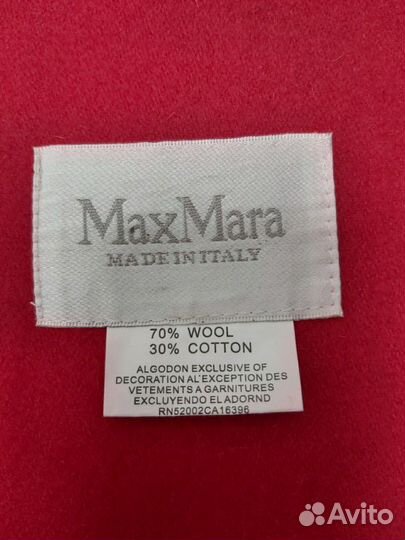 MaxMara
MADE IN ITALY
70% WOOL
30% COTTON
ALGODON EXCLUSIVE OF
DECORATION AL'EXCEPTION DES
VETEMENTS A GARNITURES
EXCLUYENDO EL ADORND
RN52002CA16396
Avito